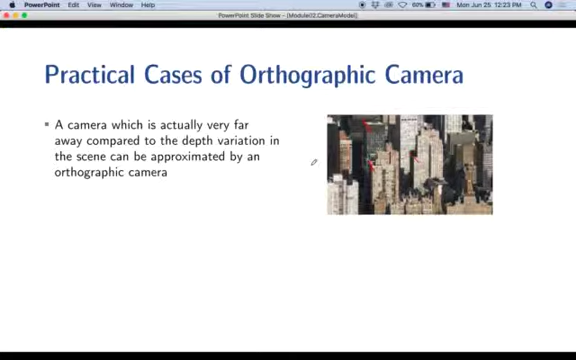 PowerPoint Edit View Window Help
60% Mon Jun 25 12:23 PM
PowerPoint Slide Show - [Module12.CameraModel]
Practical Cases of Orthographic Camera
A camera which is actually very far
away compared to the depth variation in
the scene can be approximated by an
orthographic camera